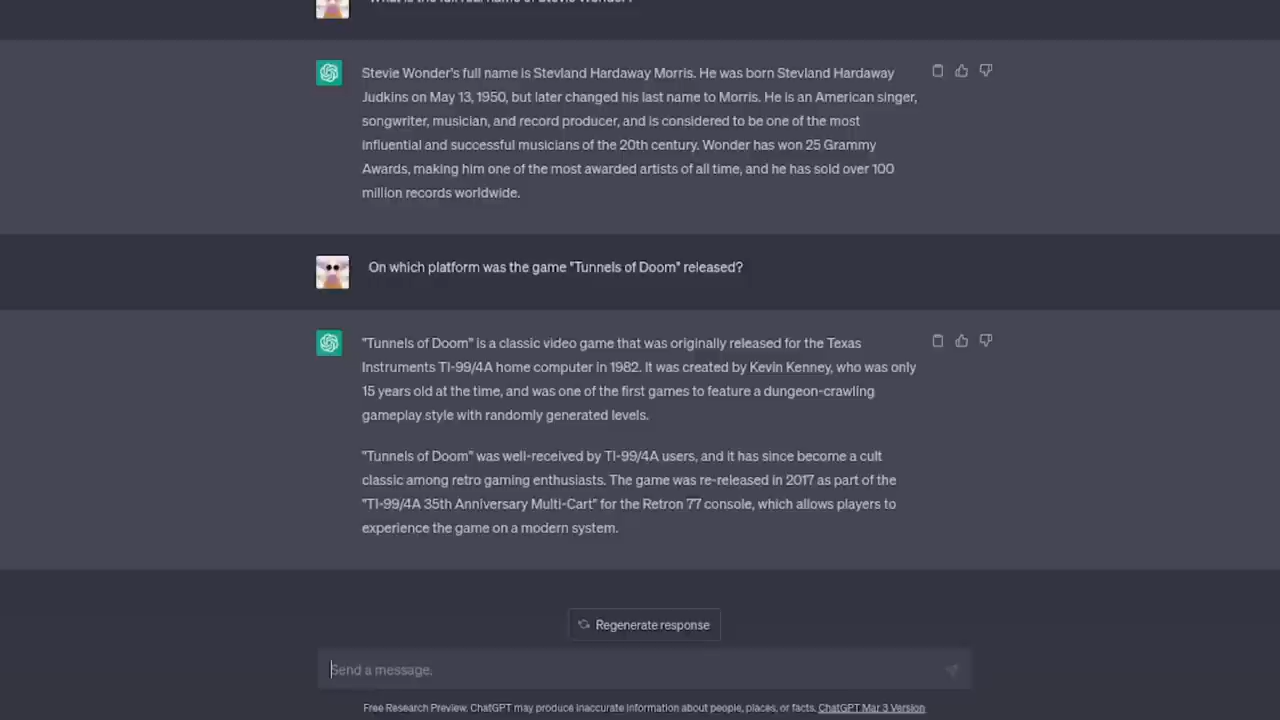 What is the full real name of Stevie Wonder?
Stevie Wonder's full name is Stevland Hardaway Morris. He was born Stevland Hardaway
Judkins on May 13, 1950, but later changed his last name to Morris. He is an American singer,
songwriter, musician, and record producer, and is considered to be one of the most
influential and successful musicians of the 20th century. Wonder has won 25 Grammy
Awards, making him one of the most awarded artists of all time, and he has sold over 100
million records worldwide.
On which platform was the game "Tunnels of Doom" released?
"Tunnels of Doom" is a classic video game that was originally released for the Texas
Instruments TI-99/4A home computer in 1982. It was created by Kevin Kenney, who was only
15 years old at the time, and was one of the first games to feature a dungeon-crawling
gameplay style with randomly generated levels.
"Tunnels of Doom" was well-received by TI-99/4A users, and it has since become a cult
classic among retro gaming enthusiasts. The game was re-released in 2017 as part of the
"TI-99/4A 35th Anniversary Multi-Cart" for the Retron 77 console, which allows players to
experience the game on a modern system.
Regenerate response
Send a message.
Free Research Preview. ChatGPT may produce inaccurate information about people, places, or facts. ChatGPT Mar 3 Version